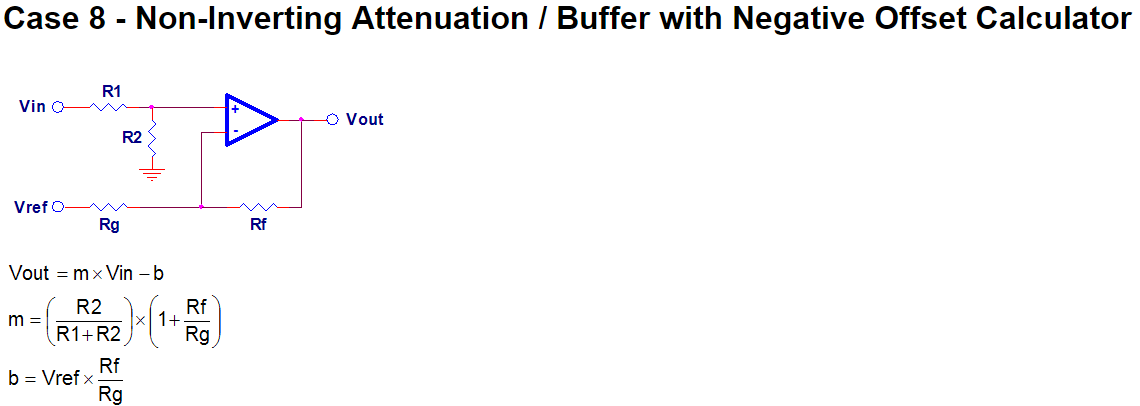 Case 8 - Non-Inverting Attenuation / Buffer with Negative Offset Calculator
R1
Vin
+
Vout
-
R2
Vref
Rg
Rf
Vout = m × Vin − b
m = (R2 / R1+R2) × (1+ Rf / Rg)
b = Vref × Rf / Rg